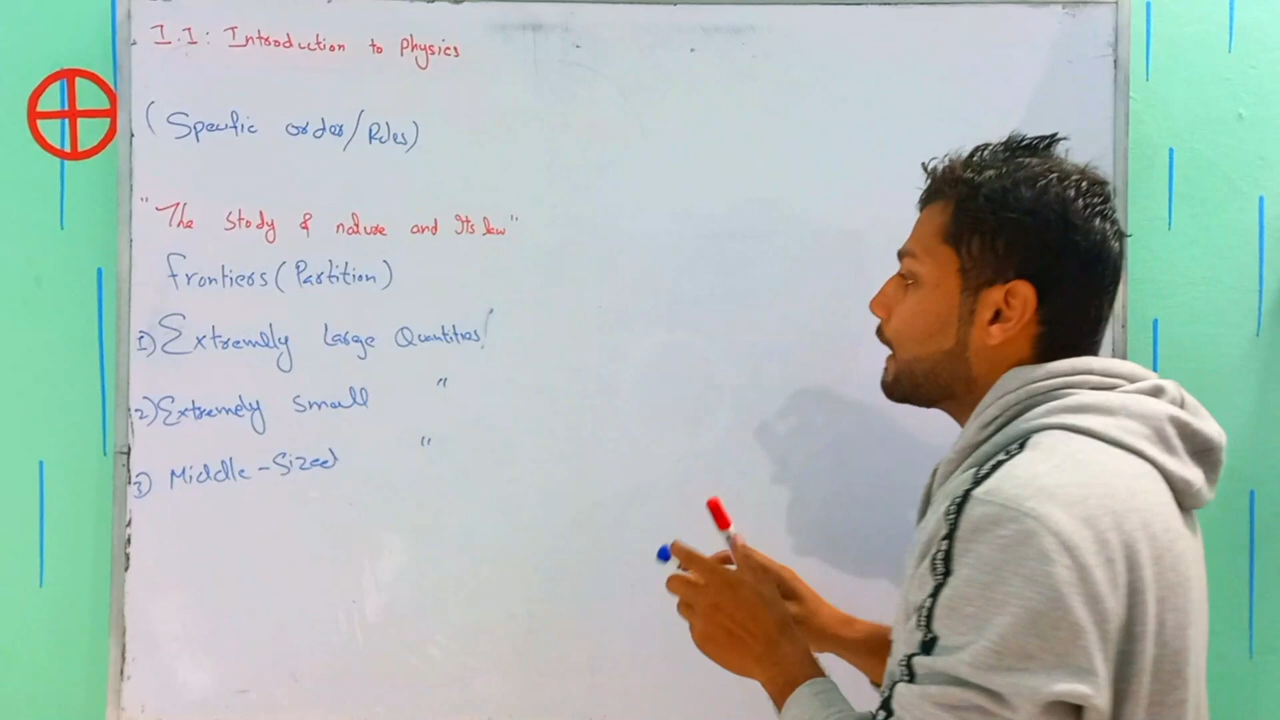 1.1: Introduction to Physics
(Specific order/Rules)
"The study of nature and Its law"
frontiers (Partition)
1) Extremely Large Quantities!
2) Extremely small "
3) Middle-Sized "